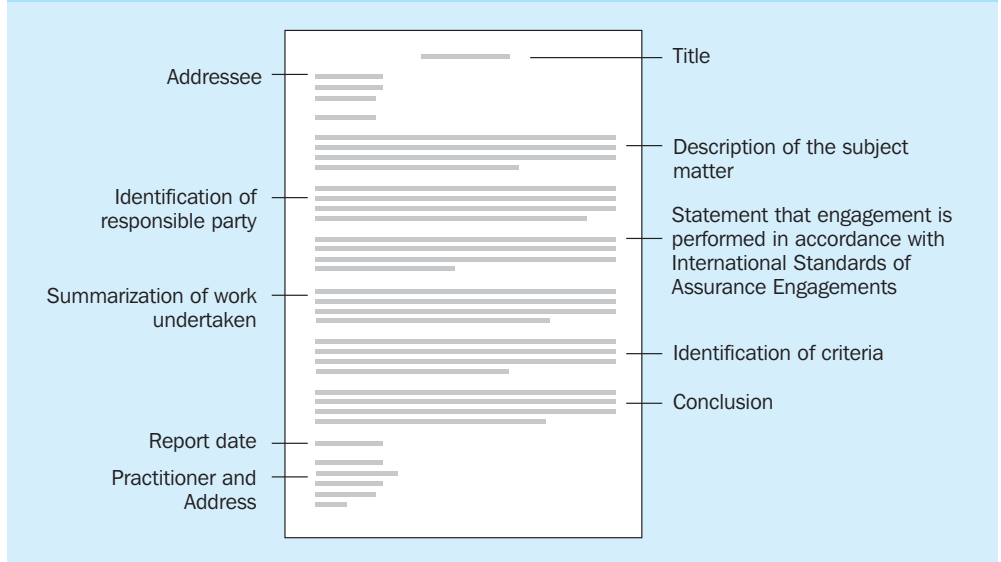 Title
Addressee
Description of the subject
matter
Identification of
responsible party
Statement that engagement is
performed in accordance with
International Standards of
Assurance Engagements
Summarization of work
undertaken
Identification of criteria
Conclusion
Report date
Practitioner and
Address